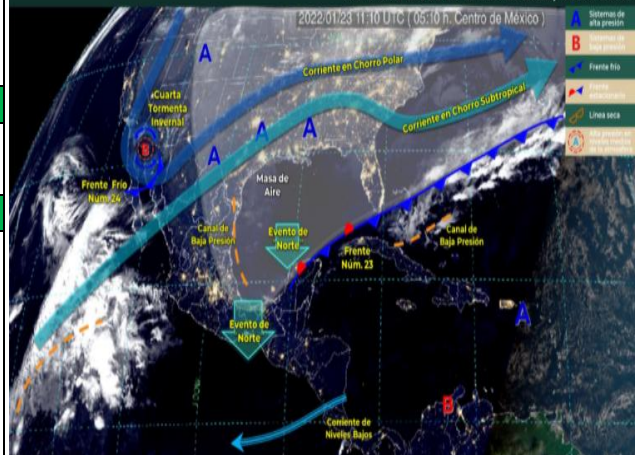 2022/01/23 11:10 UTC ( 05:10 h. Centro de México )
A Sistemas de
alta presión
B Sistemas de
baja presión
Frente frío
Frente
estacionario
Línea seca
A Alta presión en
niveles medios
de la atmósfera
A
Corriente en Chorro Polar
Cuarta
Tormenta
Invernal
B
Corriente en Chorro Subtropical
A
A
A
Masa de
Aire
Frente Frío
Núm. 24
Canal de
Baja Presión
Evento de
Norte
Frente
Núm. 23
Canal de
Baja Presión
Evento de
Norte
A
B
Corriente de
Niveles Bajos